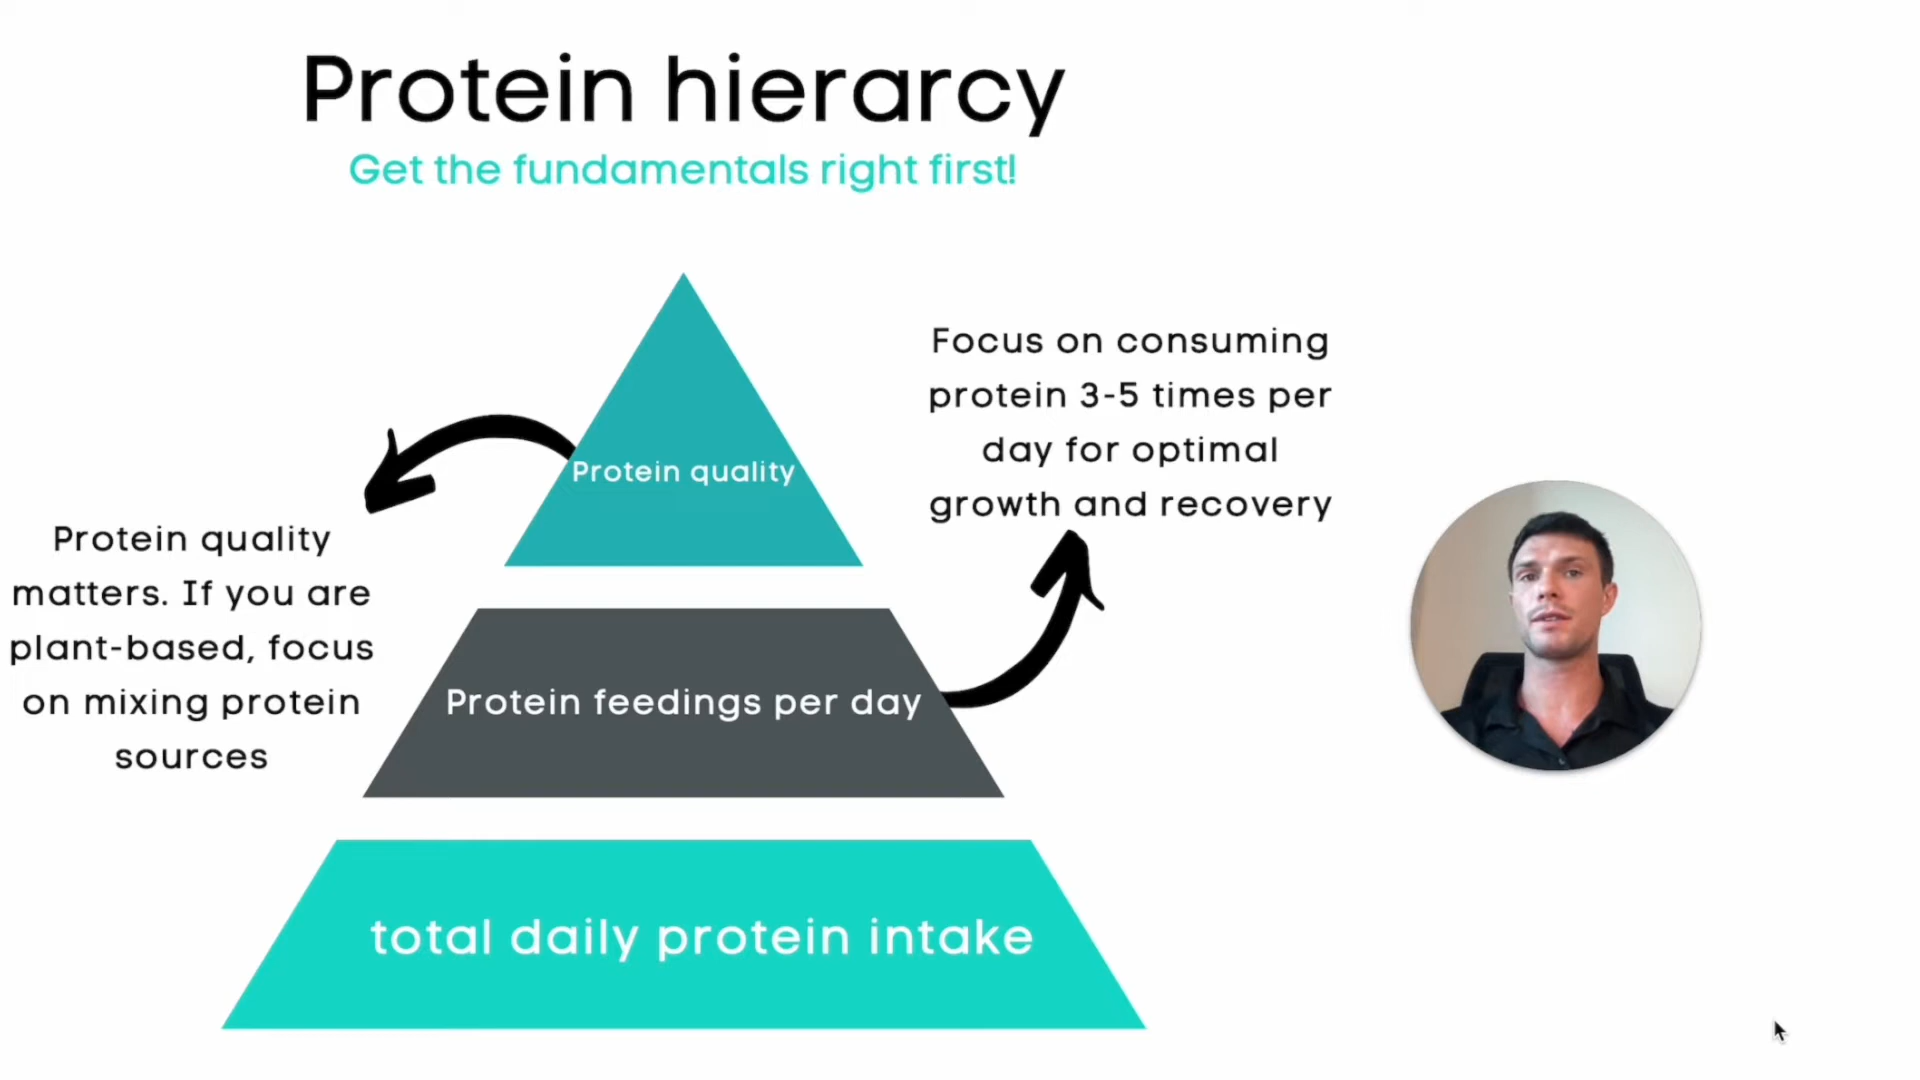 Protein hierarcy
Get the fundamentals right first!
Focus on consuming
protein 3-5 times per
day for optimal
growth and recovery
Protein quality
Protein quality
matters. If you are
plant-based, focus
on mixing protein
sources
Protein feedings per day
total daily protein intake